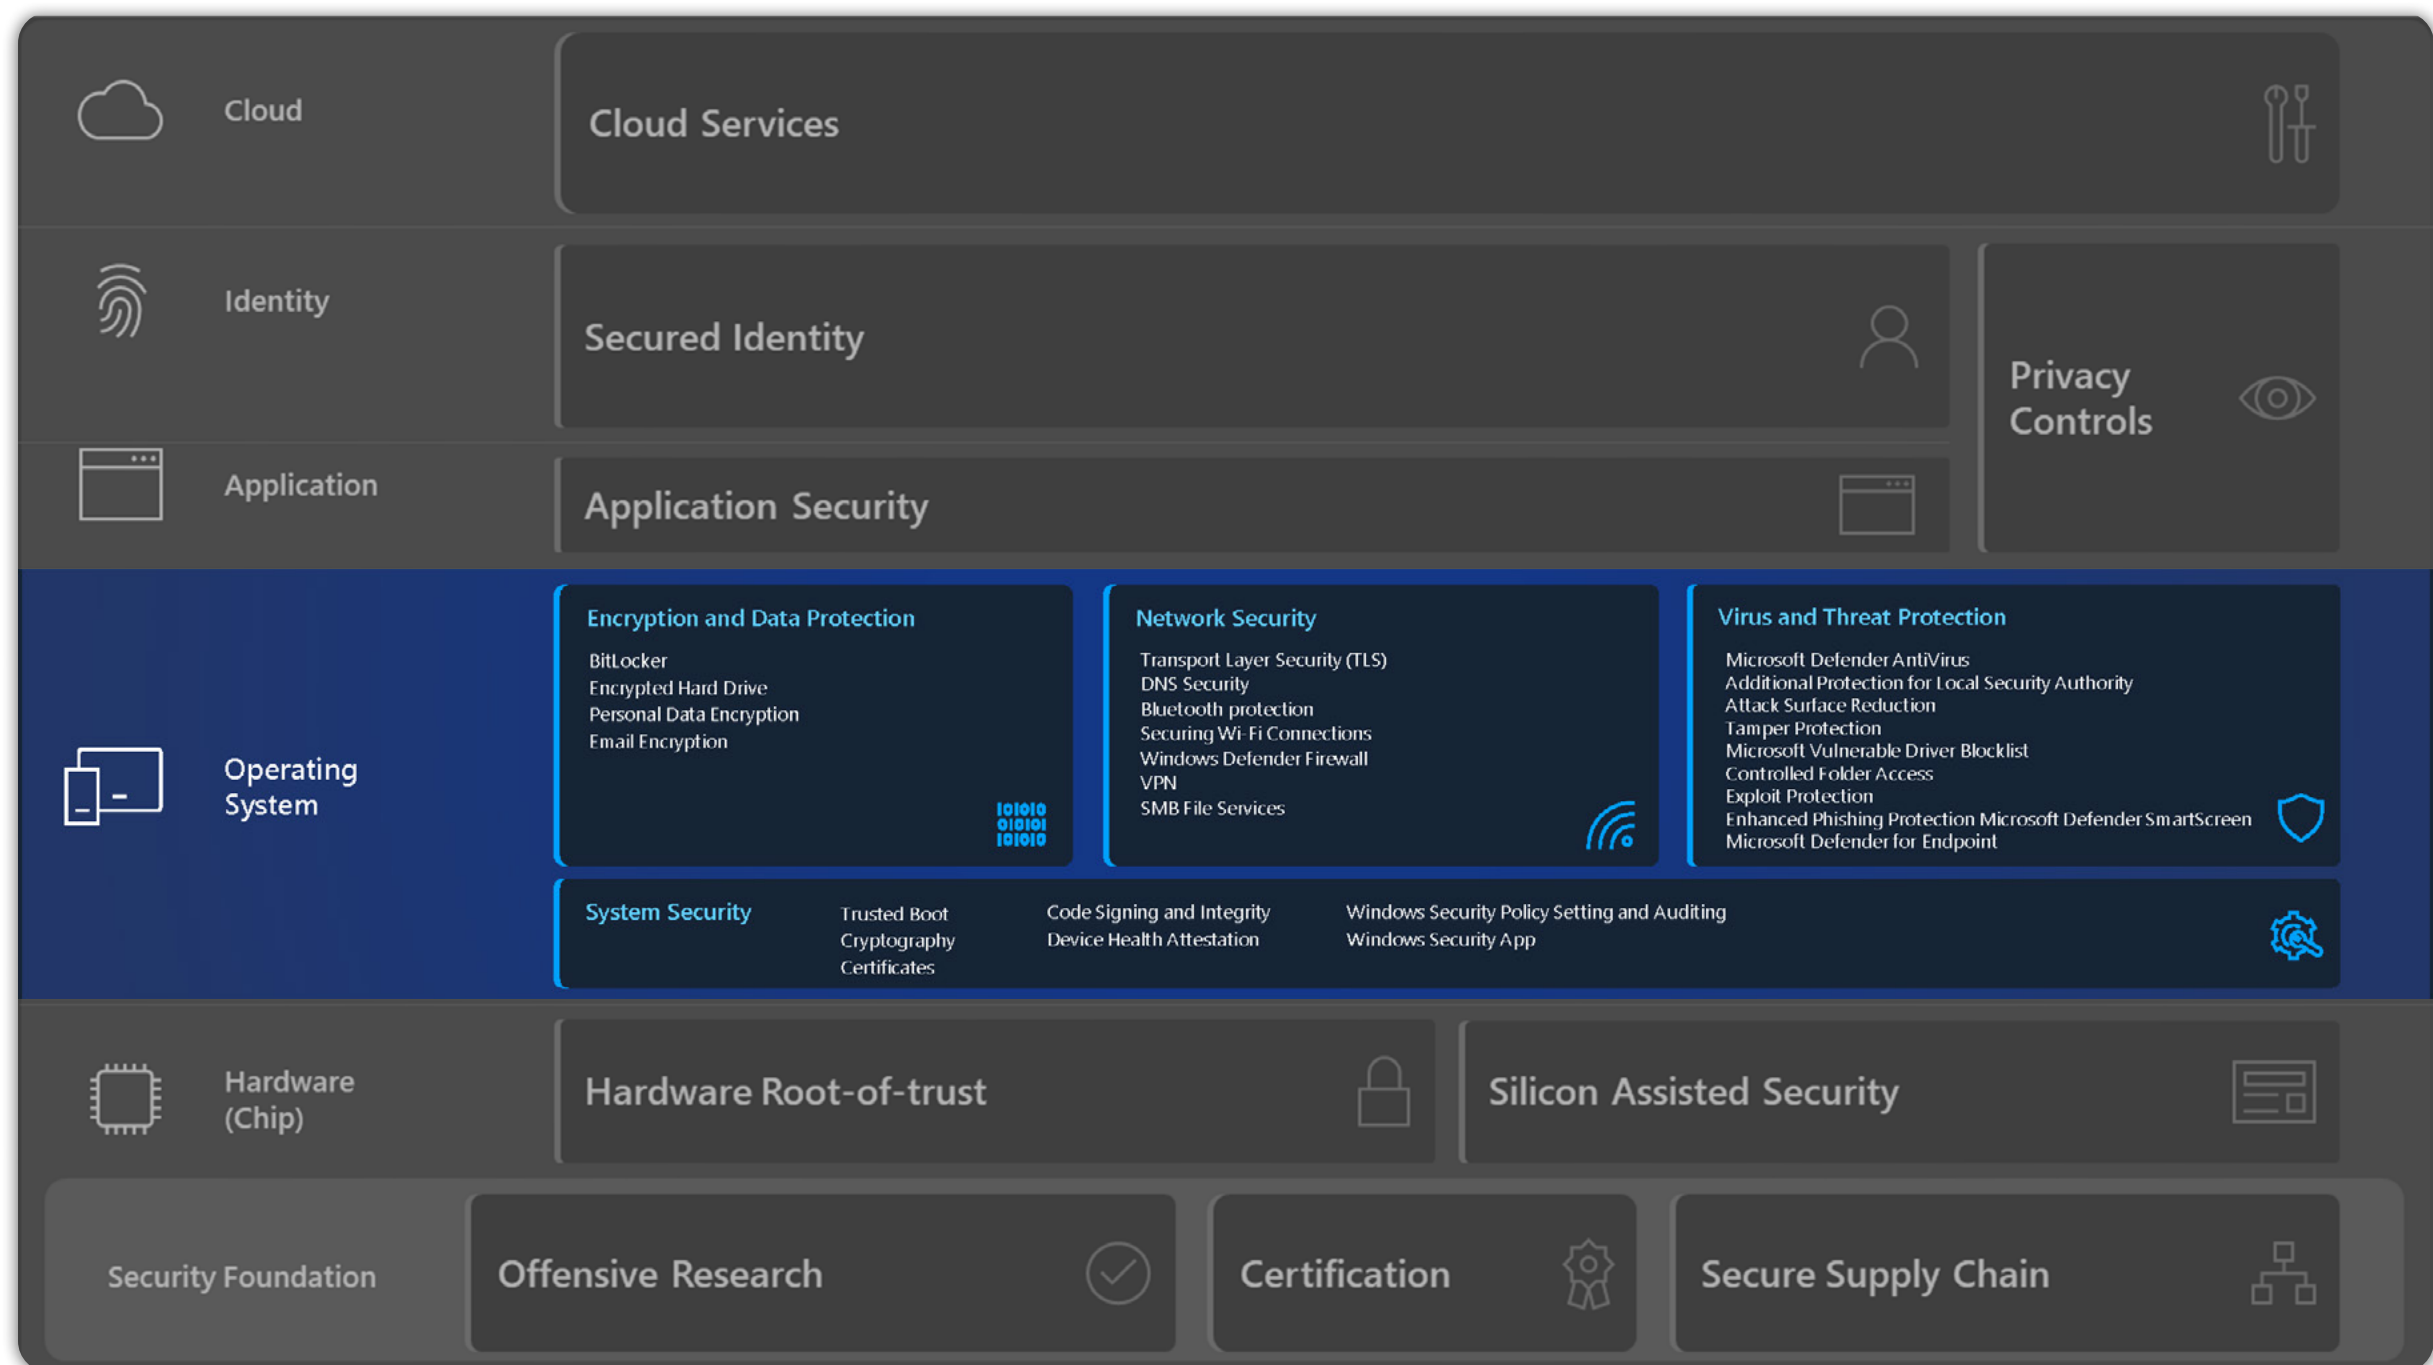 Cloud
Cloud Services
Identity
Secured Identity
Privacy
Controls
Application
Application Security
Operating
System
Encryption and Data Protection
BitLocker
Encrypted Hard Drive
Personal Data Encryption
Email Encryption
101010
010101
101010
Network Security
Transport Layer Security (TLS)
DNS Security
Bluetooth protection
Securing Wi-Fi Connections
Windows Defender Firewall
VPN
SMB File Services
Virus and Threat Protection
Microsoft Defender AntiVirus
Additional Protection for Local Security Authority
Attack Surface Reduction
Tamper Protection
Microsoft Vulnerable Driver Blocklist
Controlled Folder Access
Exploit Protection
Enhanced Phishing Protection Microsoft Defender SmartScreen
Microsoft Defender for Endpoint
System Security
Trusted Boot
Cryptography
Certificates
Code Signing and Integrity
Device Health Attestation
Windows Security Policy Setting and Auditing
Windows Security App
Hardware
(Chip)
Hardware Root-of-trust
Silicon Assisted Security
Security Foundation
Offensive Research
Certification
Secure Supply Chain